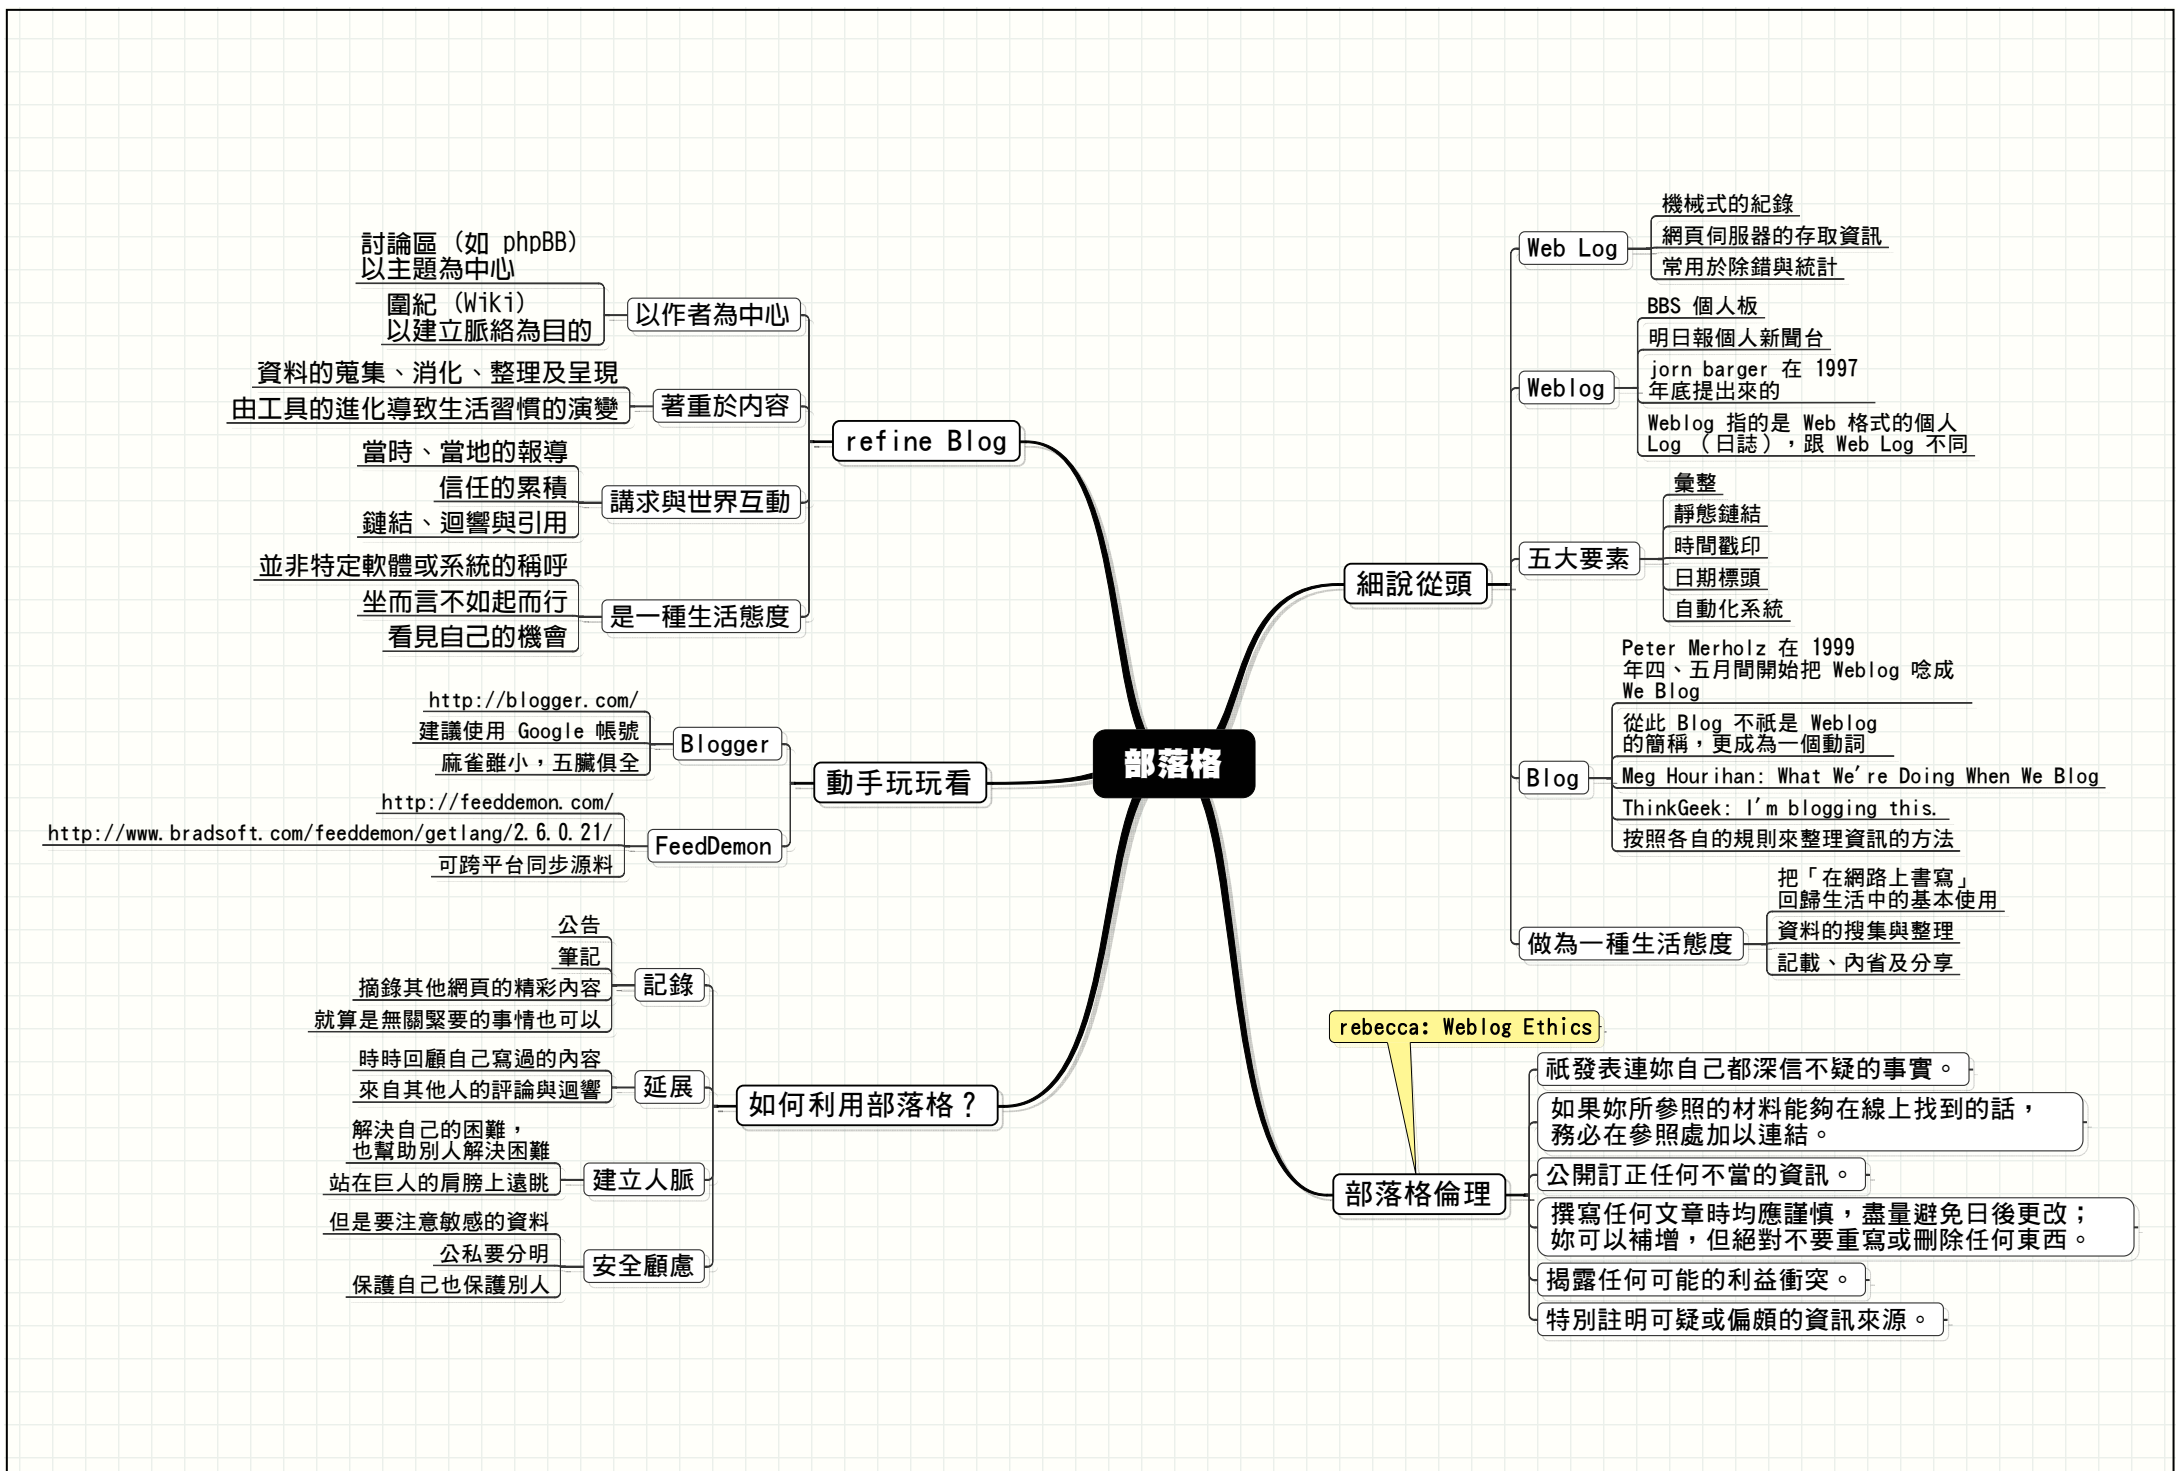 部落格
細說從頭
Web Log
機械式的紀錄
網頁伺服器的存取資訊
常用於除錯與統計
Weblog
BBS 個人板
明日報個人新聞台
jorn barger 在 1997
年底提出來的
Weblog 指的是 Web 格式的個人
Log （日誌），跟 Web Log 不同
五大要素
彙整
靜態鏈結
時間戳印
日期標頭
自動化系統
Blog
Peter Merholz 在 1999
年四、五月間開始把 Weblog 唸成
We Blog
從此 Blog 不祇是 Weblog
的簡稱，更成為一個動詞
Meg Hourihan: What We're Doing When We Blog
ThinkGeek: I'm blogging this.
按照各自的規則來整理資訊的方法
做為一種生活態度
把「在網路上書寫」
回歸生活中的基本使用
資料的搜集與整理
記載、內省及分享
rebecca: Weblog Ethics
部落格倫理
祇發表連妳自己都深信不疑的事實。
如果妳所參照的材料能夠在線上找到的話，
務必在參照處加以連結。
公開訂正任何不當的資訊。
撰寫任何文章時均應謹慎，盡量避免日後更改；
妳可以補增，但絕對不要重寫或刪除任何東西。
揭露任何可能的利益衝突。
特別註明可疑或偏頗的資訊來源。
refine Blog
以作者為中心
討論區（如 phpBB）
以主題為中心
圍紀（Wiki）
以建立脈絡為目的
著重於內容
資料的蒐集、消化、整理及呈現
由工具的進化導致生活習慣的演變
講求與世界互動
當時、當地的報導
信任的累積
鏈結、迴響與引用
是一種生活態度
並非特定軟體或系統的稱呼
坐而言不如起而行
看見自己的機會
動手玩玩看
Blogger
http://blogger.com/
建議使用 Google 帳號
麻雀雖小，五臟俱全
FeedDemon
http://feeddemon.com/
http://www.bradsoft.com/feeddemon/getlang/2.6.0.21/
可跨平台同步源料
如何利用部落格？
記錄
公告
筆記
摘錄其他網頁的精彩內容
就算是無關緊要的事情也可以
延展
時時回顧自己寫過的內容
來自其他人的評論與迴響
建立人脈
解決自己的困難，
也幫助別人解決困難
站在巨人的肩膀上遠眺
安全顧慮
但是要注意敏感的資料
公私要分明
保護自己也保護別人